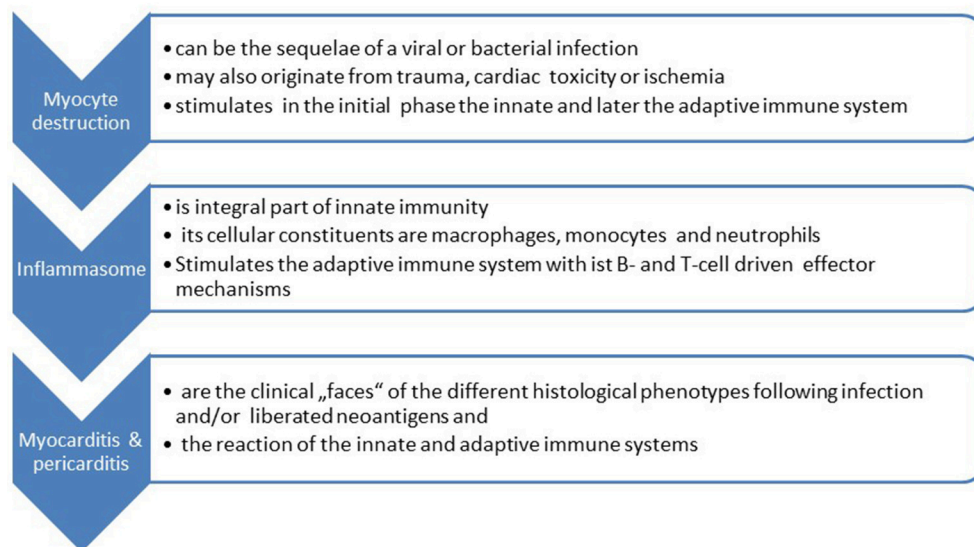 Myocyte
destruction
• can be the sequelae of a viral or bacterial infection
• may also originate from trauma, cardiac toxicity or ischemia
• stimulates in the initial phase the innate and later the adaptive immune system
Inflammasome
• is integral part of innate immunity
• its cellular constituents are macrophages, monocytes and neutrophils
• Stimulates the adaptive immune system with ist B- and T-cell driven effector
mechanisms
Myocarditis &
pericarditis
• are the clinical „faces“ of the different histological phenotypes following infection
and/or liberated neoantigens and
• the reaction of the innate and adaptive immune systems